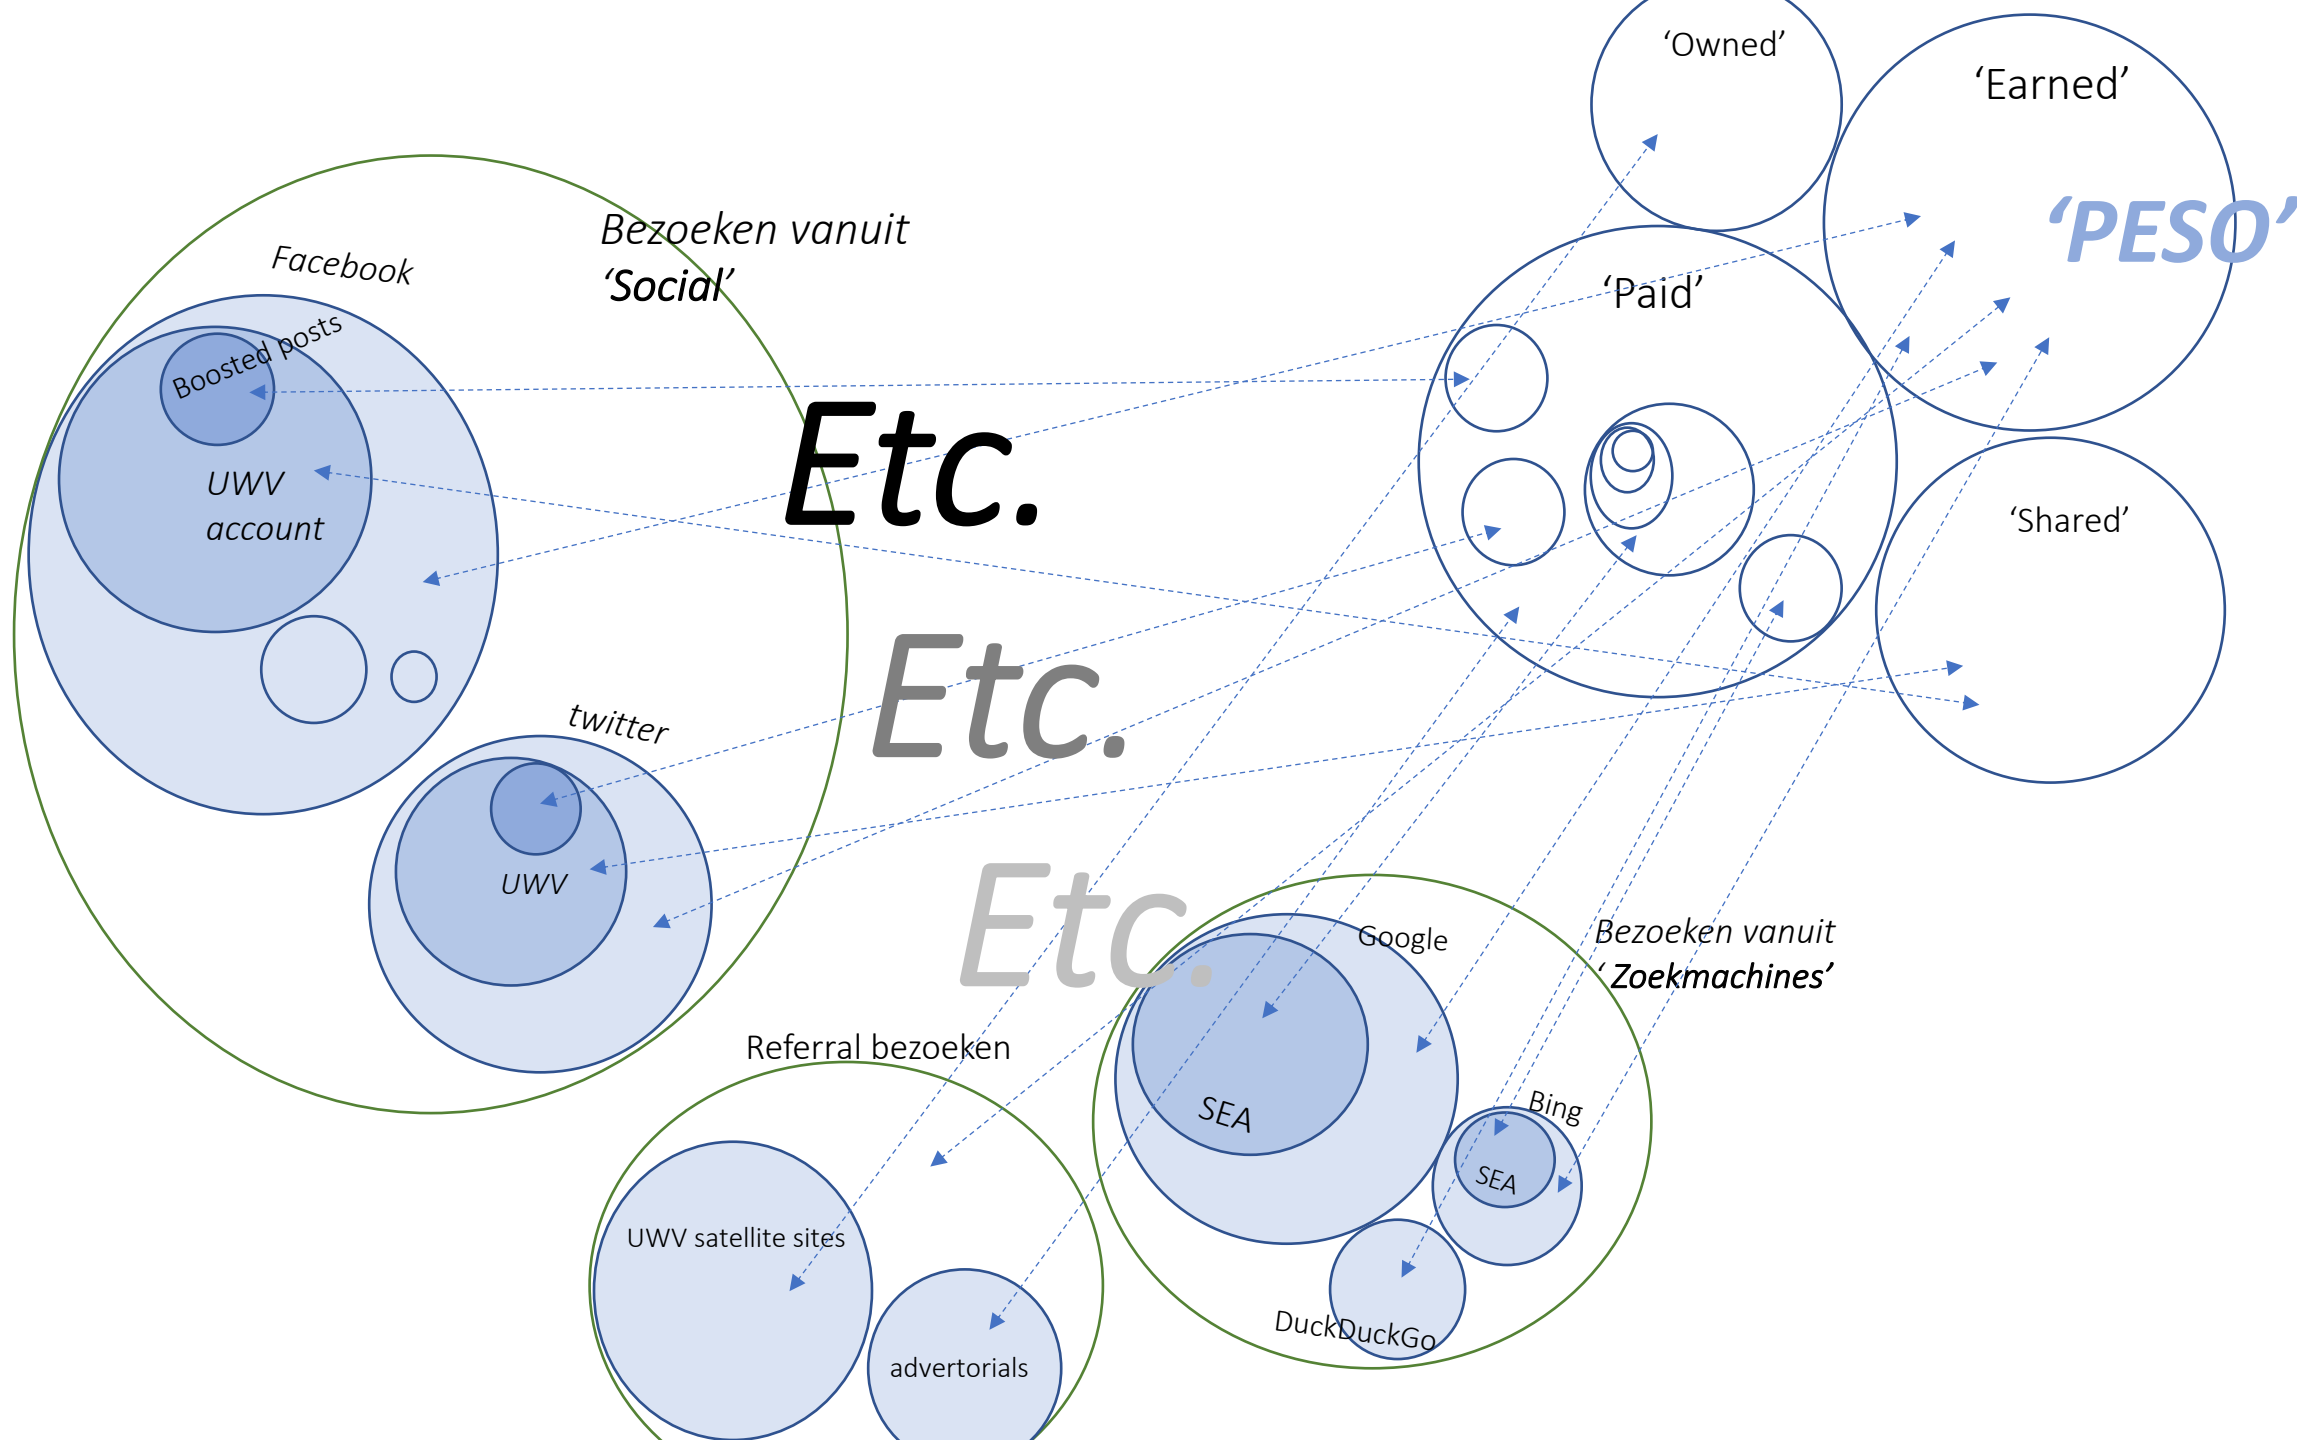 ‘Owned’
‘Earned’
‘PESO’
‘Paid’
‘Shared’
Bezoeken vanuit
‘Social’
Facebook
Boosted posts
UWV
account
twitter
UWV
Etc.
Etc.
Etc.
Referral bezoeken
UWV satellite sites
advertorials
Bezoeken vanuit
‘ Zoekmachines’
Google
SEA
Bing
SEA
DuckDuckGo